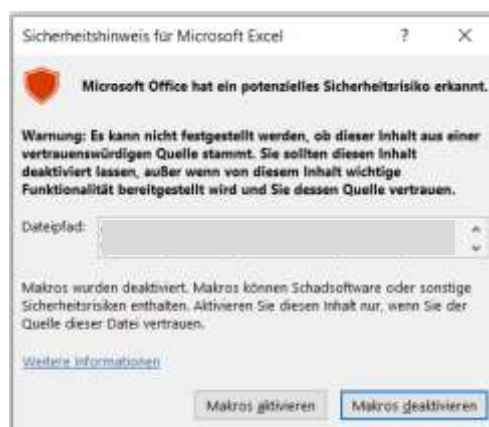 Sicherheitshinweis für Microsoft Excel ? ×
Microsoft Office hat ein potenzielles Sicherheitsrisiko erkannt.
Warnung: Es kann nicht festgestellt werden, ob dieser Inhalt aus einer
vertrauenswürdigen Quelle stammt. Sie sollten diesen Inhalt
deaktiviert lassen, außer wenn von diesem Inhalt wichtige
Funktionalität bereitgestellt wird und Sie dessen Quelle vertrauen.
Dateipfad:
Makros wurden deaktiviert. Makros können Schadsoftware oder sonstige
Sicherheitsrisiken enthalten. Aktivieren Sie diesen Inhalt nur, wenn Sie der
Quelle dieser Datei vertrauen.
Weitere Informationen
Makros aktivieren Makros deaktivieren